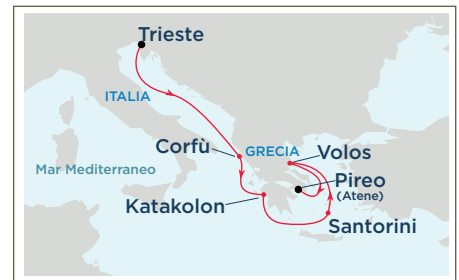 Trieste
ITALIA
Corfù
GRECIA
Volos
Mar Mediterraneo
Pireo
(Atene)
Katakolon
Santorini